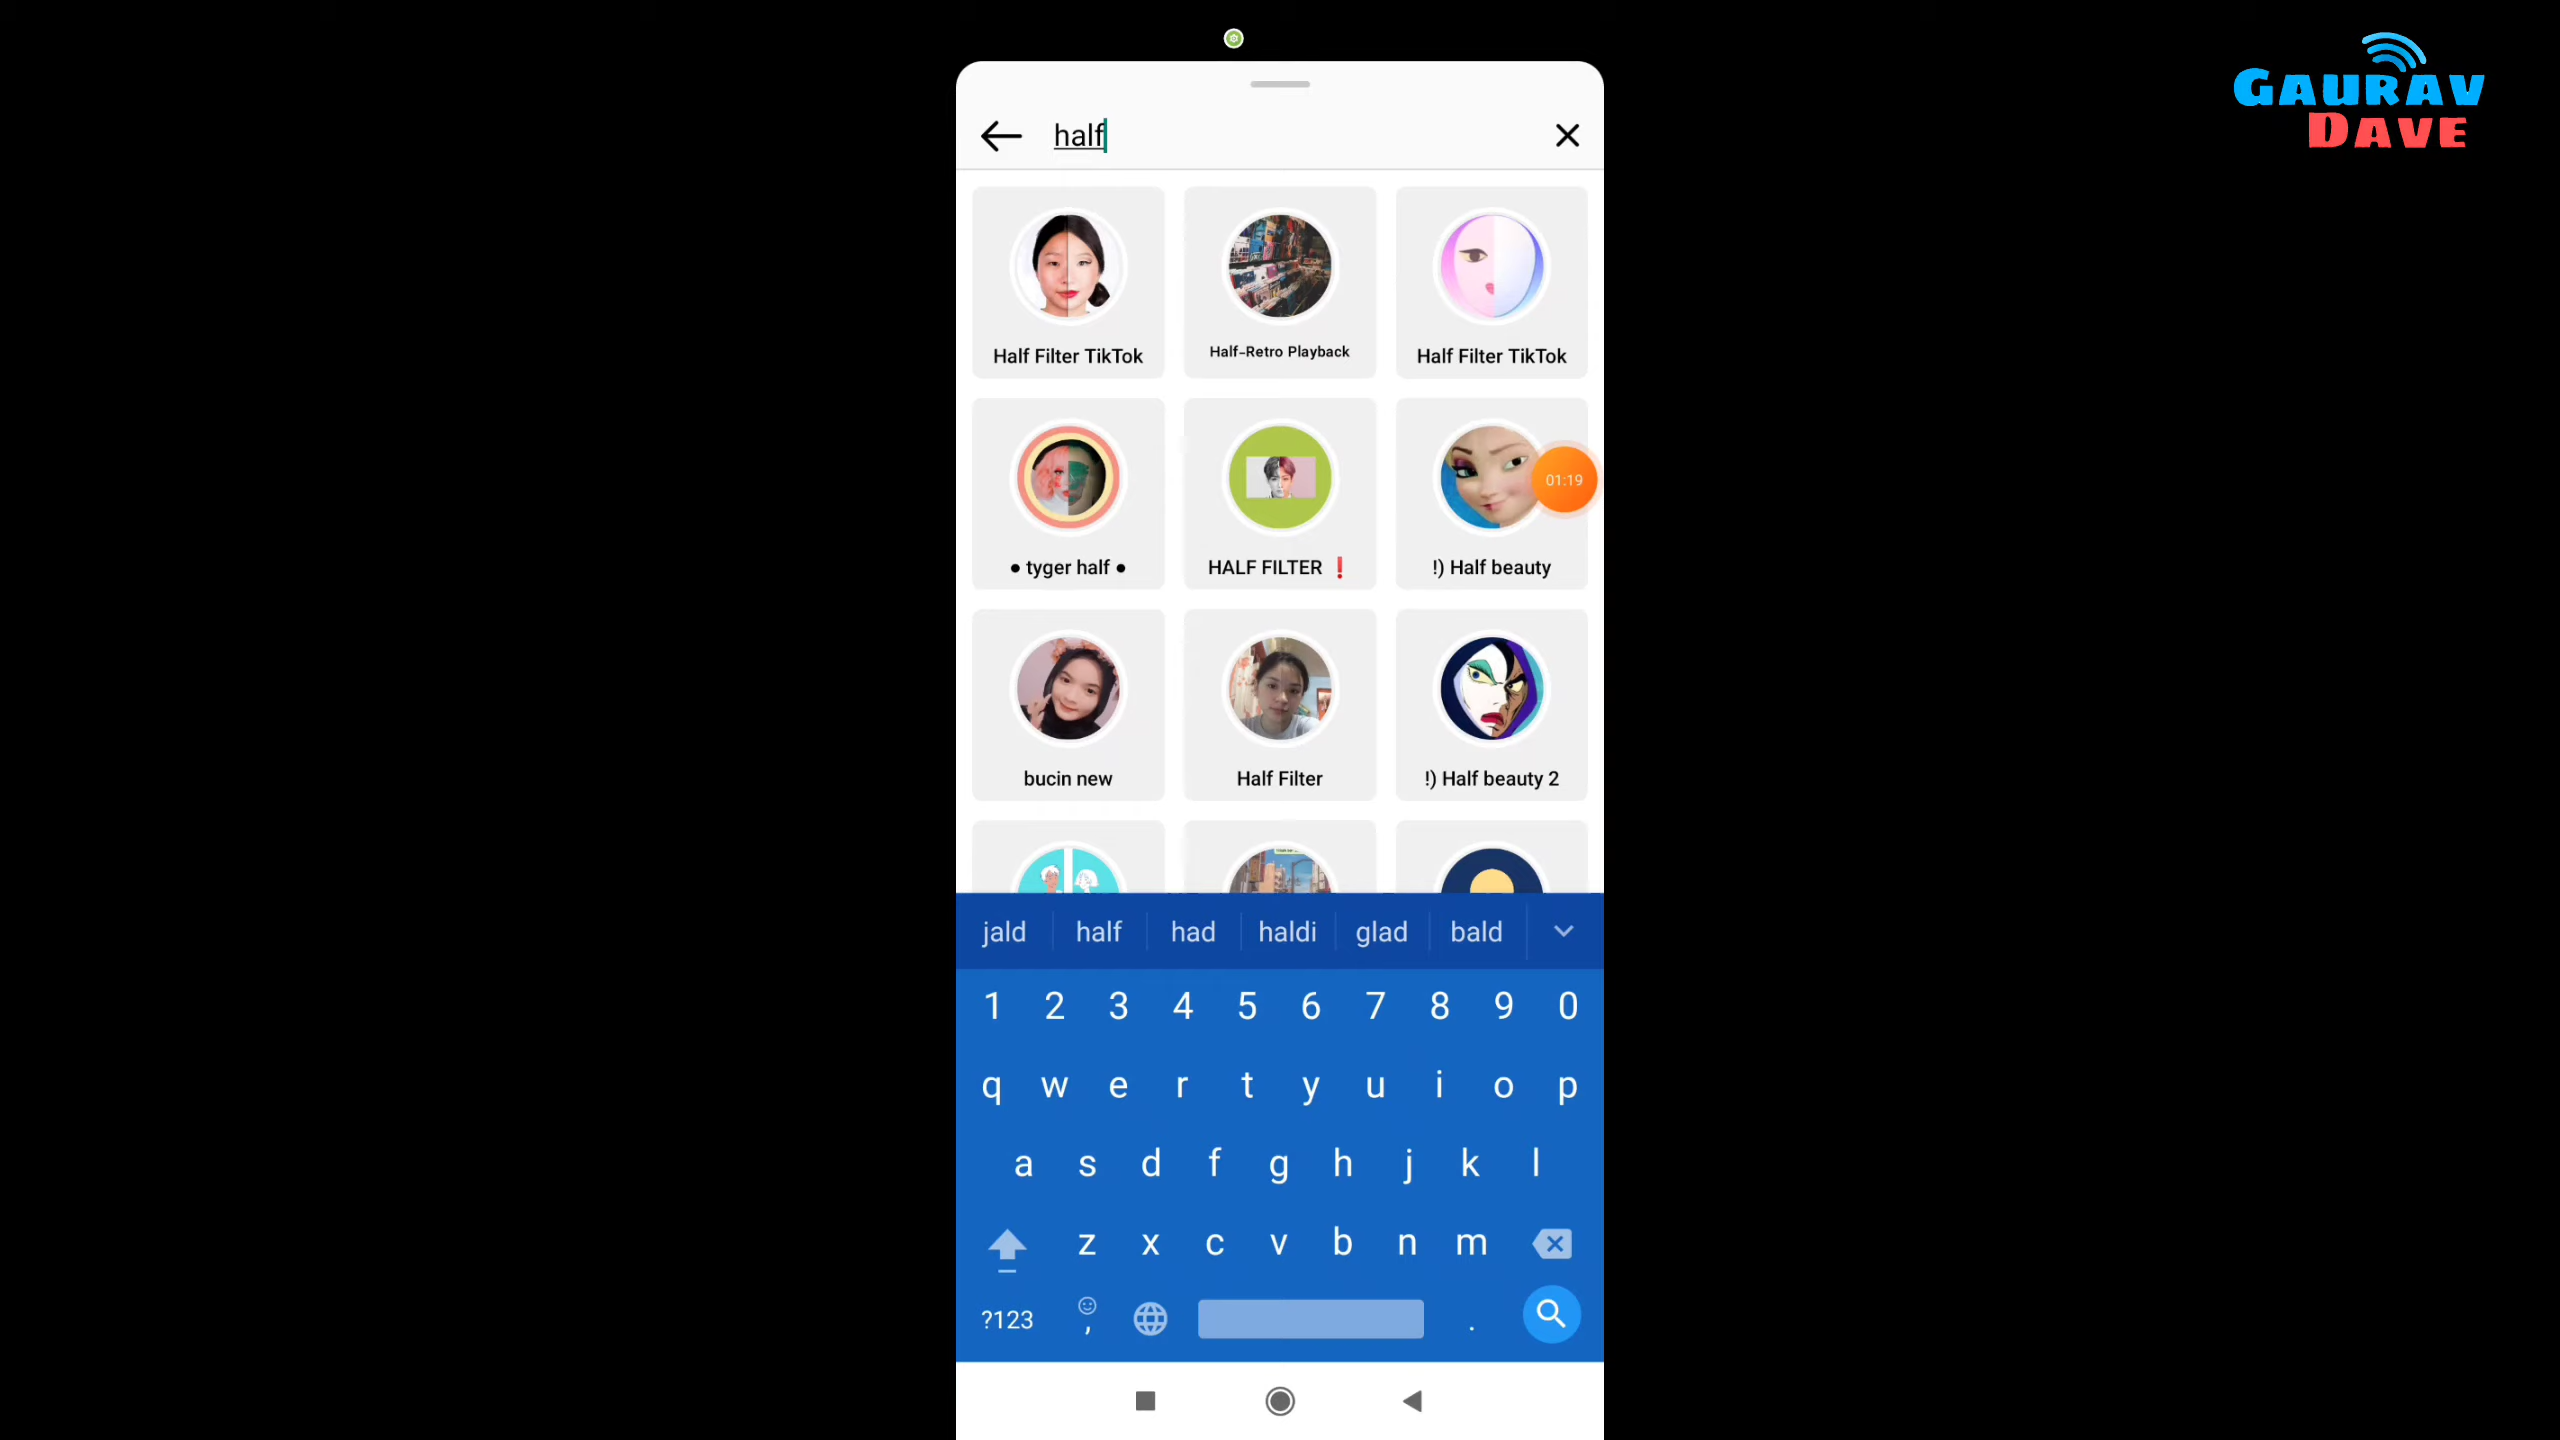 GAURAV
DAVE
half
Half Filter TikTok
Half-Retro Playback
Half Filter TikTok
• tyger half •
HALF FILTER ❗
!) Half beauty
01:19
bucin new
Half Filter
!) Half beauty 2
jald half had haldi glad bald
1 2 3 4 5 6 7 8 9 0
q w e r t y u i o p
a s d f g h j k l
z x c v b n m
?123 , .